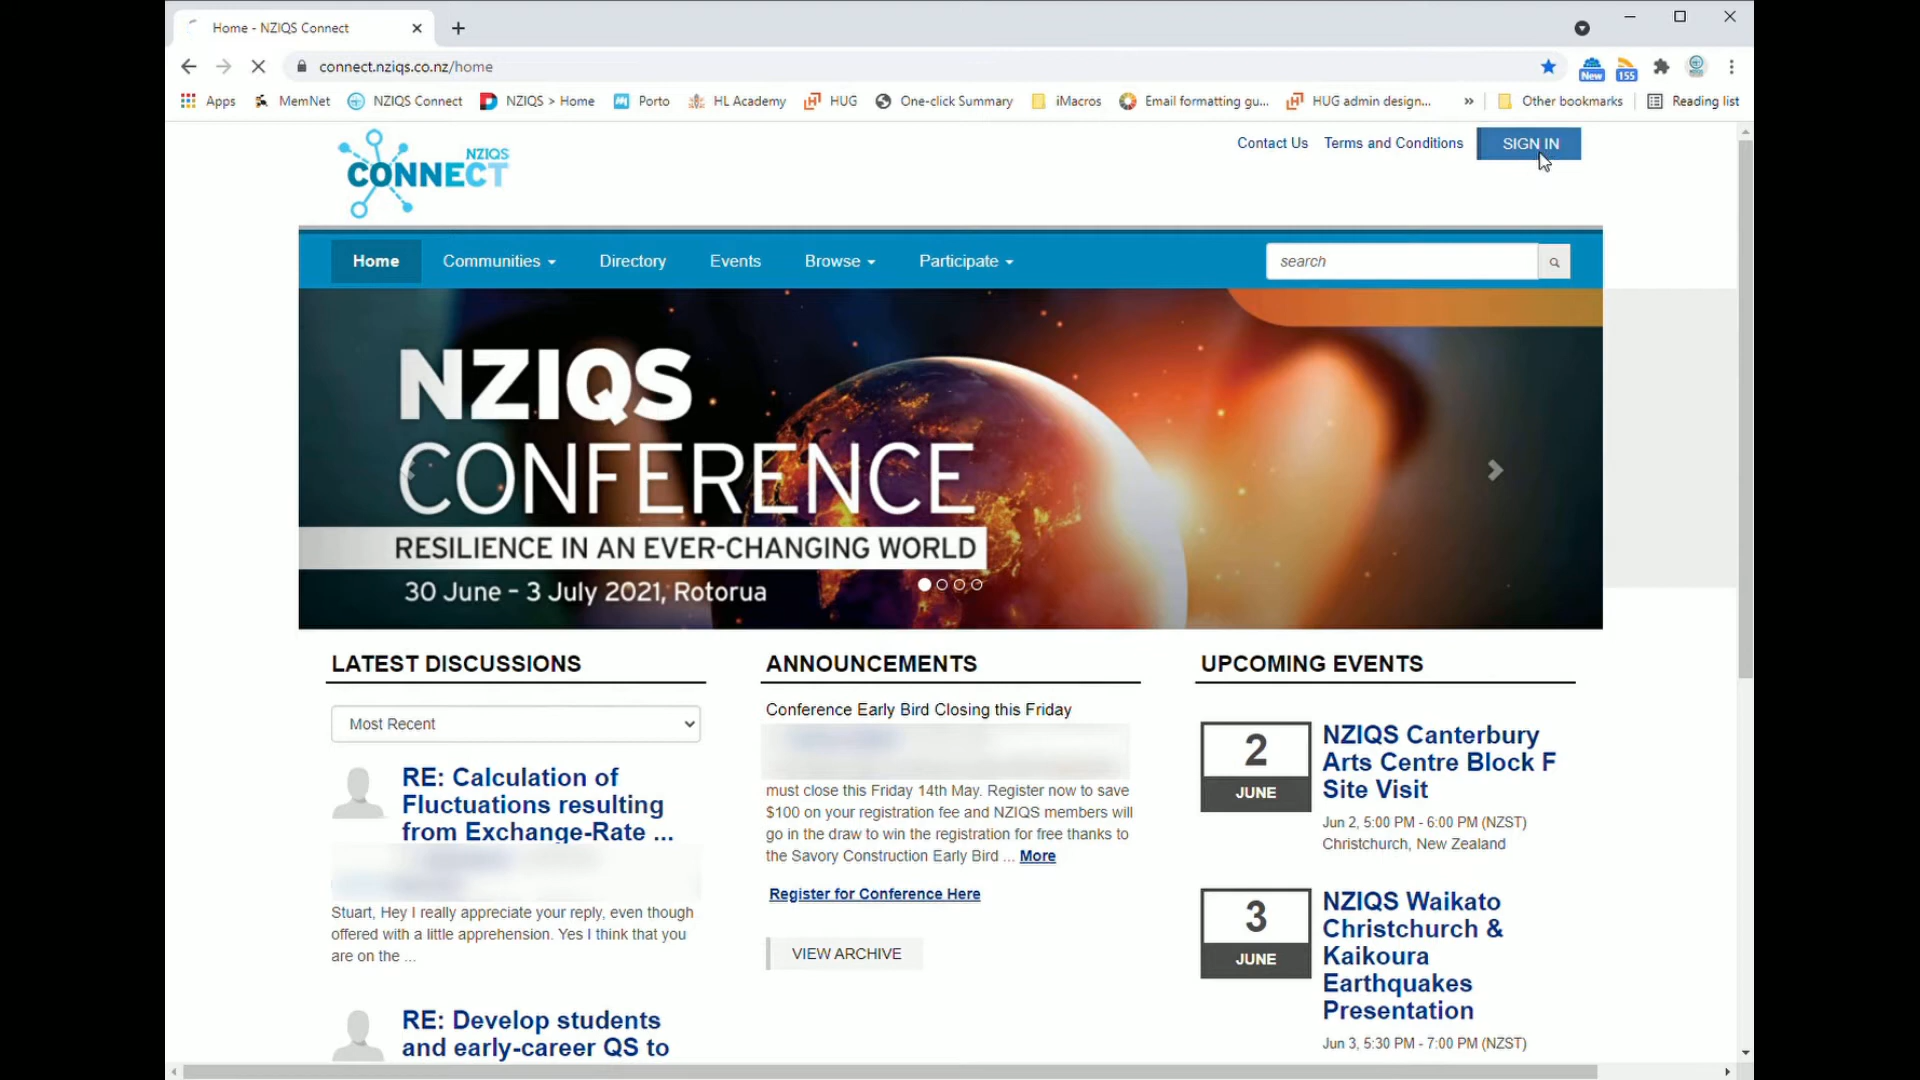 Home - NZIQS Connect
connect.nziqs.co.nz/home
New
155
Apps
MemNet
NZIQS Connect
NZIQS > Home
Porto
HL Academy
HUG
One-click Summary
iMacros
Email formatting gu...
HUG admin design...
»
Other bookmarks
Reading list
NZIQS
CONNECT
Contact Us
Terms and Conditions
SIGN IN
Home
Communities
Directory
Events
Browse
Participate
search
NZIQS
CONFERENCE
RESILIENCE IN AN EVER-CHANGING WORLD
30 June - 3 July 2021, Rotorua
LATEST DISCUSSIONS
Most Recent
RE: Calculation of
Fluctuations resulting
from Exchange-Rate ...
Stuart, Hey I really appreciate your reply, even though
offered with a little apprehension. Yes I think that you
are on the ...
RE: Develop students
and early-career QS to
ANNOUNCEMENTS
Conference Early Bird Closing this Friday
must close this Friday 14th May. Register now to save
$100 on your registration fee and NZIQS members will
go in the draw to win the registration for free thanks to
the Savory Construction Early Bird ... More
Register for Conference Here
VIEW ARCHIVE
UPCOMING EVENTS
2
JUNE
NZIQS Canterbury
Arts Centre Block F
Site Visit
Jun 2, 5:00 PM - 6:00 PM (NZST)
Christchurch, New Zealand
3
JUNE
NZIQS Waikato
Christchurch &
Kaikoura
Earthquakes
Presentation
Jun 3, 5:30 PM - 7:00 PM (NZST)